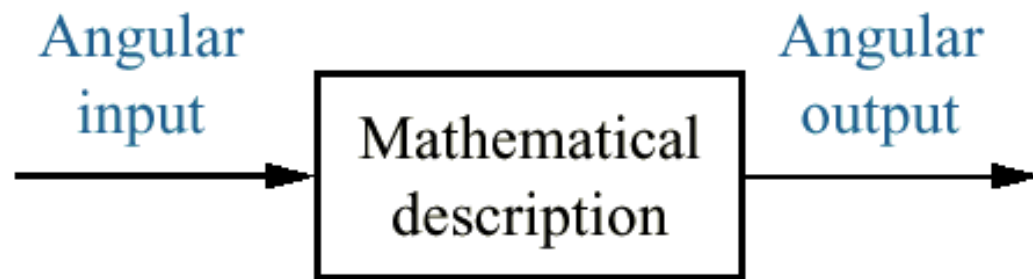 Angular
input
Mathematical
description
Angular
output